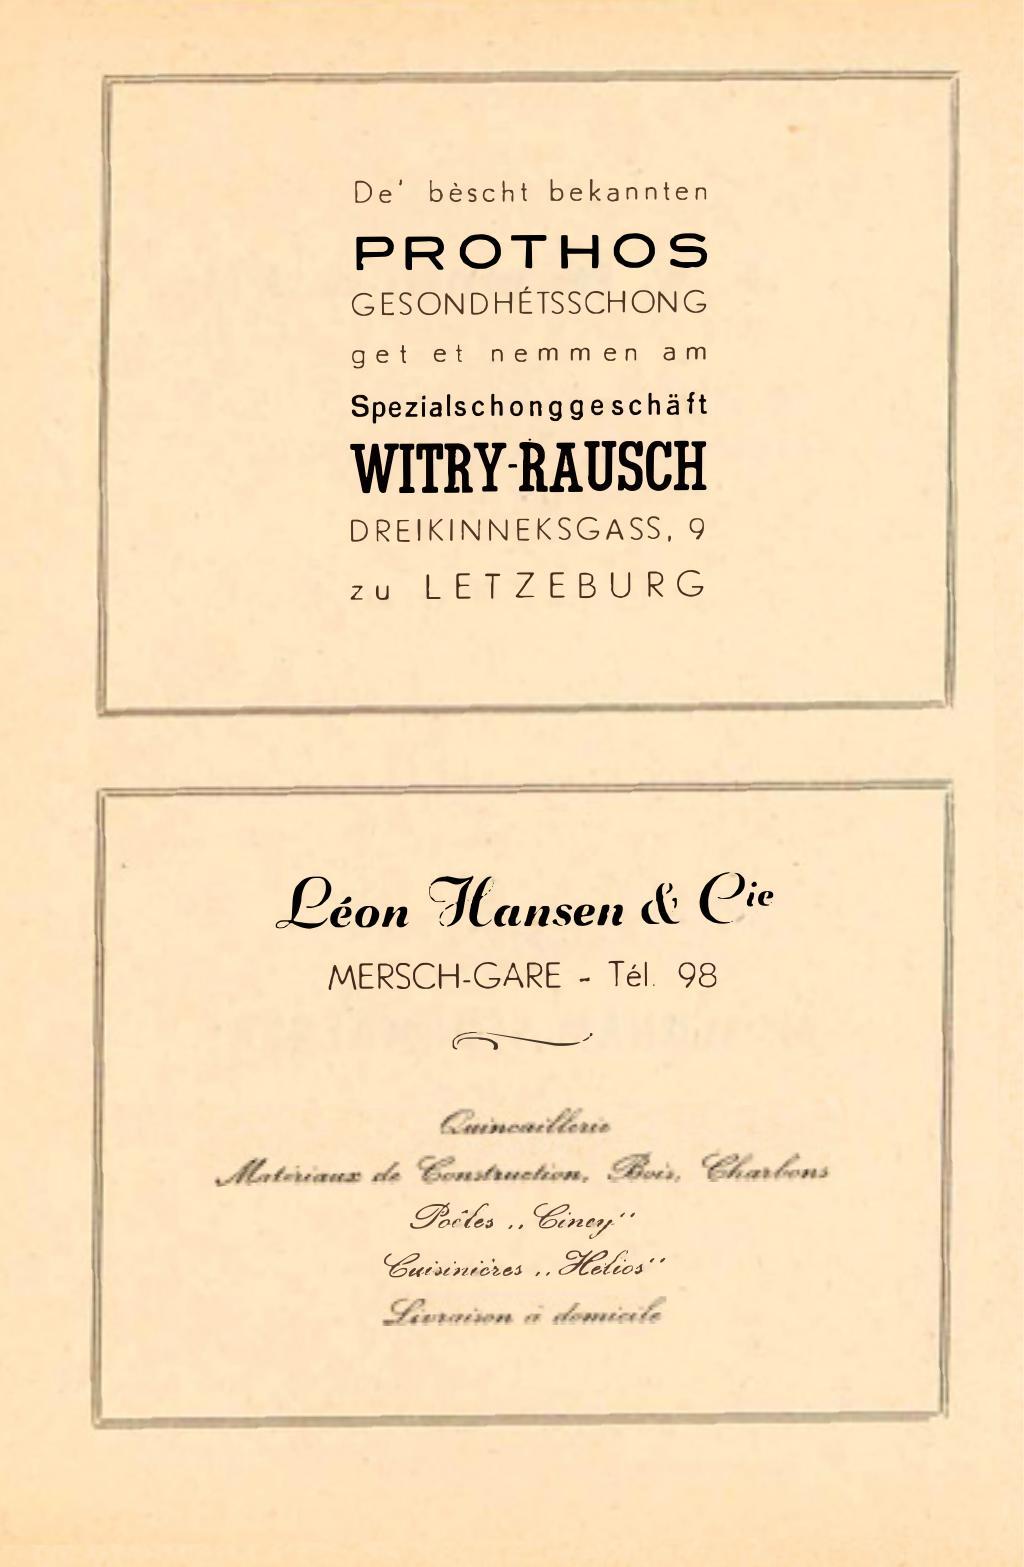 De' bèscht bekannten
PROTHOS
GESONDHÉTSSCHONG
get et nemmen am
Spezialschonggeschäft
WITRY-RAUSCH
DREIKINNEKSGASS, 9
zu LETZEBURG
Léon Hansen & Cie
MERSCH-GARE - Tél. 98
Quincaillerie
Matériaux de Construction, Bois, Charbons
Poêles ,,Ciney''
Cuisinières ,,Hélios''
Livraison à domicile